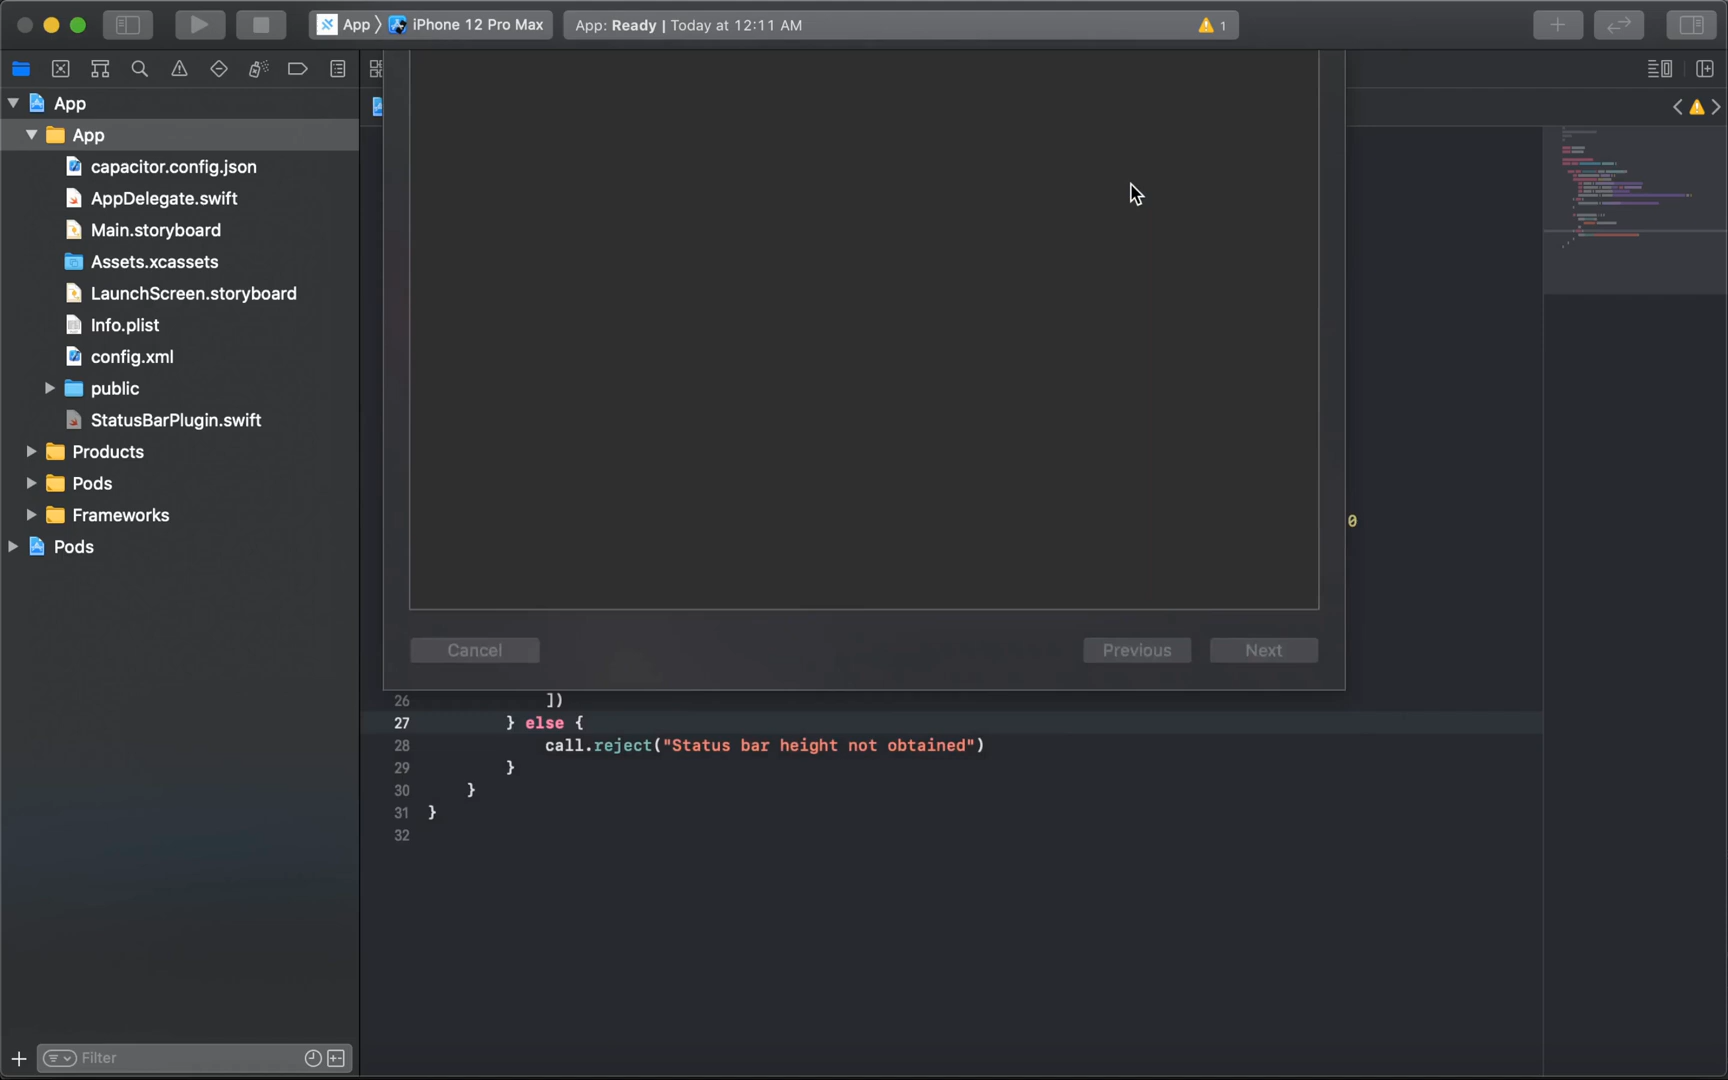 App  iPhone 12 Pro Max
App: Ready | Today at 12:11 AM
1
App
App
capacitor.config.json
AppDelegate.swift
Main.storyboard
Assets.xcassets
LaunchScreen.storyboard
Info.plist
config.xml
public
StatusBarPlugin.swift
Products
Pods
Frameworks
Pods
0
Cancel
Previous
Next
26 ])
27 } else {
28 call.reject("Status bar height not obtained")
29 }
30 }
31 }
32
Filter